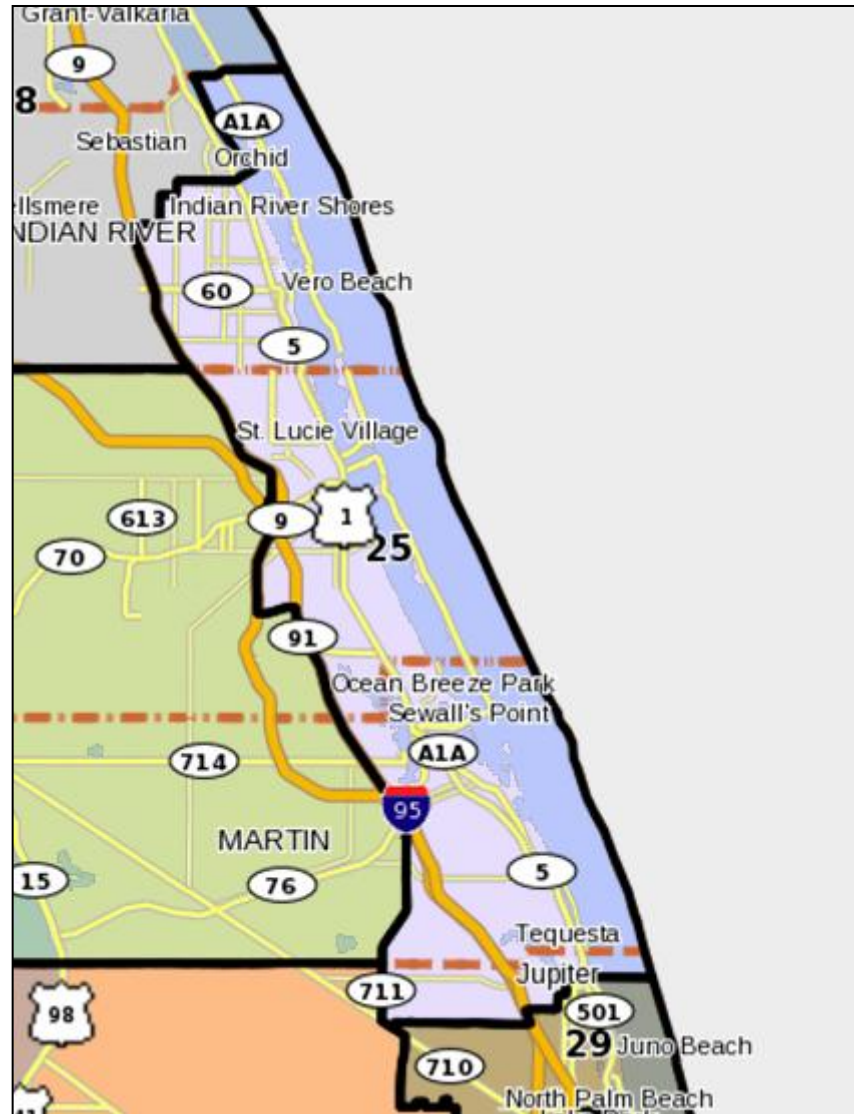 Grant-Valkaria
9
8
A1A
Sebastian
Orchid
ellsmere
Indian River Shores
NDIAN RIVER
Vero Beach
60
5
St. Lucie Village
613
9
1
25
70
91
Ocean Breeze Park
Sewall's Point
714
A1A
95
MARTIN
15
76
5
Tequesta
Jupiter
711
98
501
29
Juno Beach
710
North Palm Beach